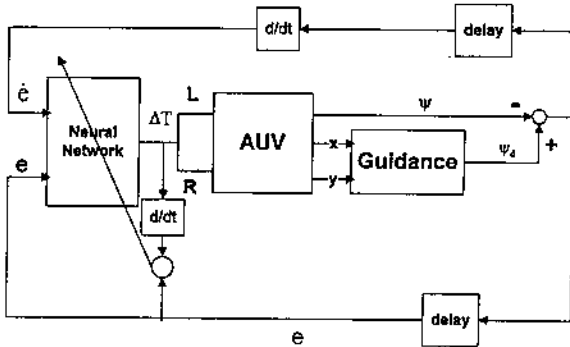 d/dt
delay
ė
Neural
Network
ΔT
L
R
AUV
ψ
-
x
y
Guidance
ψd
+
e
d/dt
e
delay